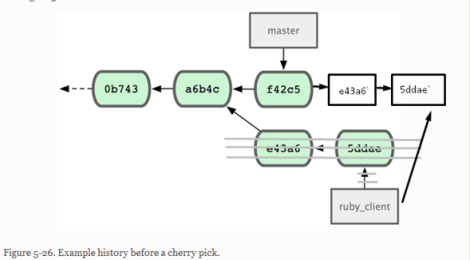 master
0b743
a6b4c
f42c5
e43a6`
5ddae`
e43a6
5ddae
ruby_client
Figure 5-26. Example history before a cherry pick.